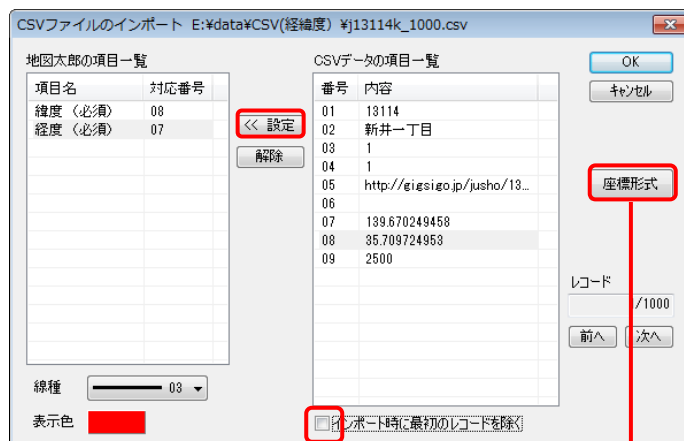 CSVファイルのインポート E:¥data¥CSV(経緯度)¥j13114k_1000.csv
地図太郎の項目一覧
項目名 対応番号
緯度(必須) 08
経度(必須) 07
<< 設定
解除
CSVデータの項目一覧
番号 内容
01 13114
02 新井一丁目
03 1
04 1
05 http://gigsigo.jp/jusho/13...
06
07 139.670249458
08 35.709724953
09 2500
OK
キャンセル
座標形式
レコード
/1000
前へ 次へ
線種 03
表示色
インポート時に最初のレコードを除く